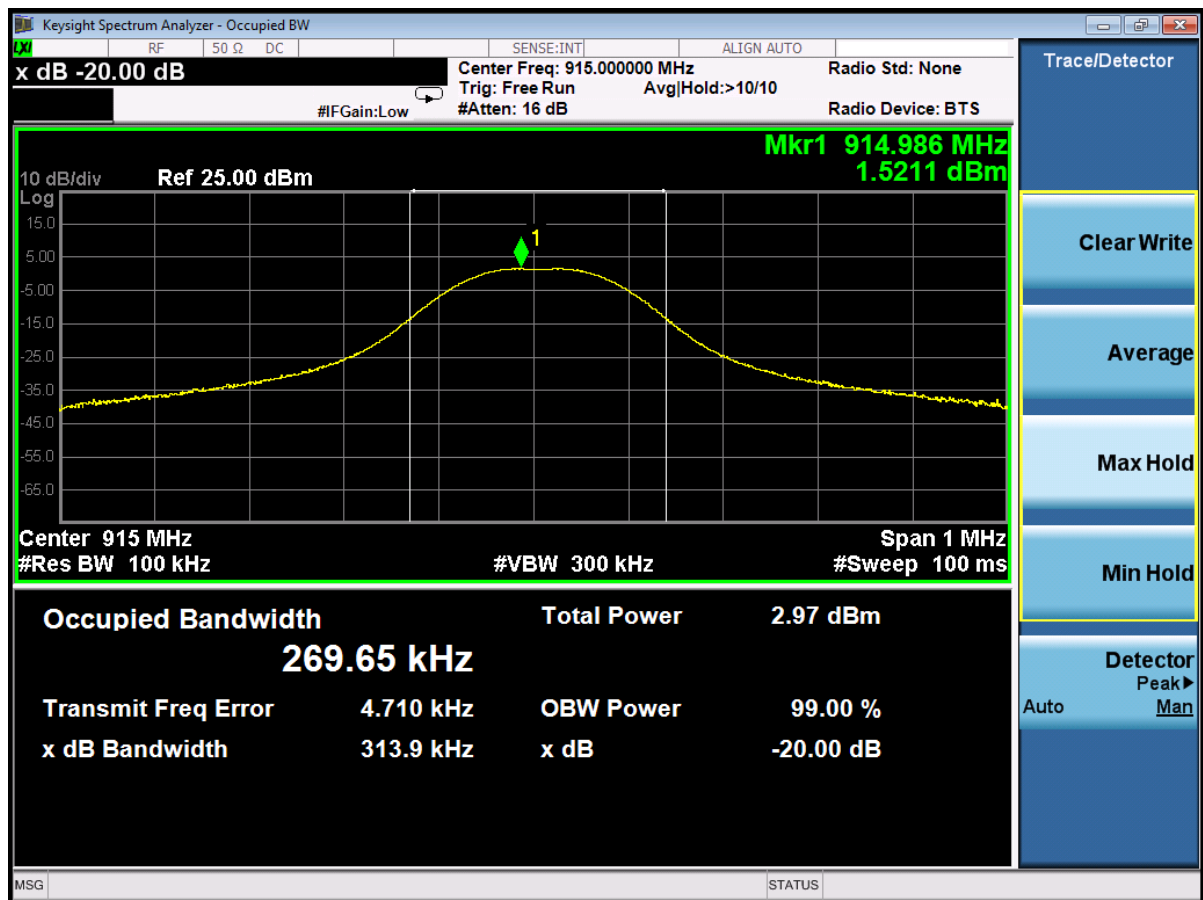 Keysight Spectrum Analyzer - Occupied BW
LXI RF 50 Ω DC SENSE:INT ALIGN AUTO
x dB -20.00 dB
Center Freq: 915.000000 MHz Radio Std: None
Trig: Free Run Avg|Hold:>10/10
#IFGain:Low #Atten: 16 dB Radio Device: BTS
Mkr1 914.986 MHz
1.5211 dBm
10 dB/div Ref 25.00 dBm
Log
15.0
1
5.00
-5.00
-15.0
-25.0
-35.0
-45.0
-55.0
-65.0
Center 915 MHz Span 1 MHz
#Res BW 100 kHz #VBW 300 kHz #Sweep 100 ms
Occupied Bandwidth Total Power 2.97 dBm
269.65 kHz
Transmit Freq Error 4.710 kHz OBW Power 99.00 %
x dB Bandwidth 313.9 kHz x dB -20.00 dB
Trace/Detector
Clear Write
Average
Max Hold
Min Hold
Detector
Peak▶
Auto Man
MSG STATUS